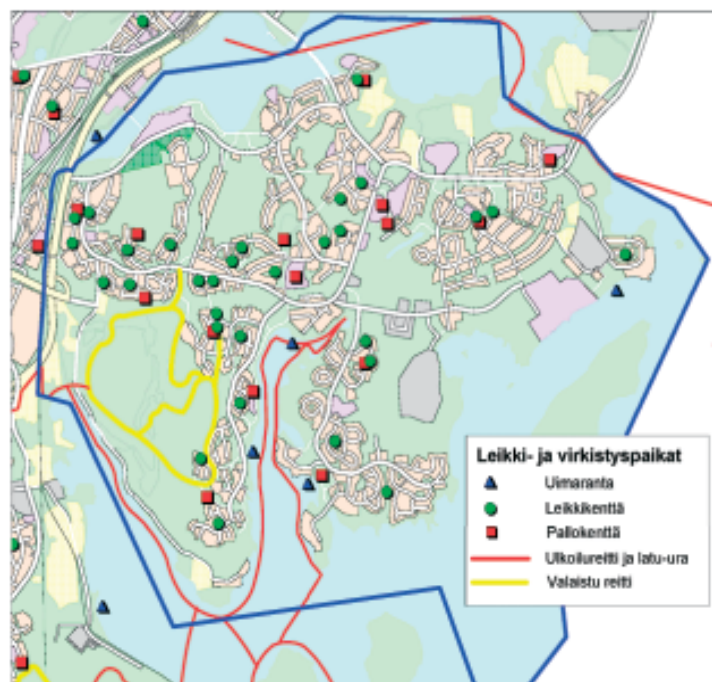 Leikki- ja virkistyspaikat
Uimaranta
Leikkikenttä
Pallokenttä
Ulkoilureitti ja latu-ura
Valaistu reitti